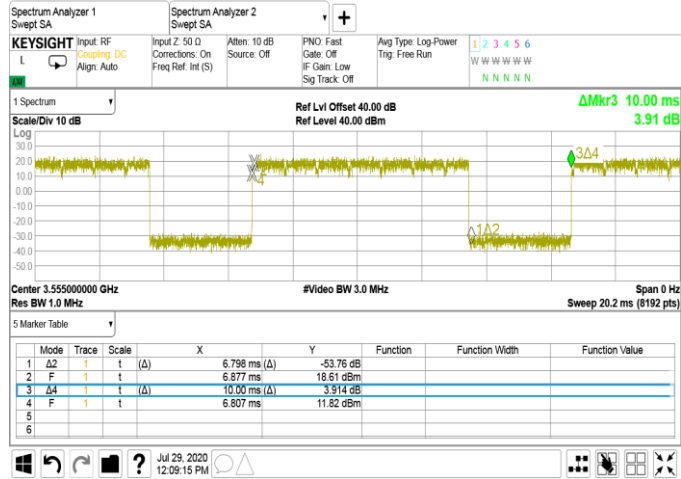 Spectrum Analyzer 1
Swept SA
Spectrum Analyzer 2
Swept SA
+
KEYSIGHT
L
Input: RF
Coupling: DC
Align: Auto
Input Z: 50 Ω
Corrections: On
Freq Ref: Int (S)
Atten: 10 dB
Source: Off
PNO: Fast
Gate: Off
IF Gain: Low
Sig Track: Off
Avg Type: Log-Power
Trig: Free Run
1 2 3 4 5 6
W W W W W W
N N N N N
1 Spectrum
Scale/Div 10 dB
Ref Lvl Offset 40.00 dB
Ref Level 40.00 dBm
ΔMkr3 10.00 ms
3.91 dB
Log
30.0
20.0
10.0
0.00
-10.0
-20.0
-30.0
-40.0
-50.0
4
1Δ2
3Δ4
Center 3.555000000 GHz
Res BW 1.0 MHz
#Video BW 3.0 MHz
Span 0 Hz
Sweep 20.2 ms (8192 pts)
5 Marker Table
Mode Trace Scale X Y Function Function Width Function Value
1 Δ2 1 t (Δ) 6.798 ms (Δ) -53.76 dB
2 F 1 t 6.877 ms 18.61 dBm
3 Δ4 1 t (Δ) 10.00 ms (Δ) 3.914 dB
4 F 1 t 6.807 ms 11.82 dBm
5
6
?
Jul 29, 2020
12:09:15 PM